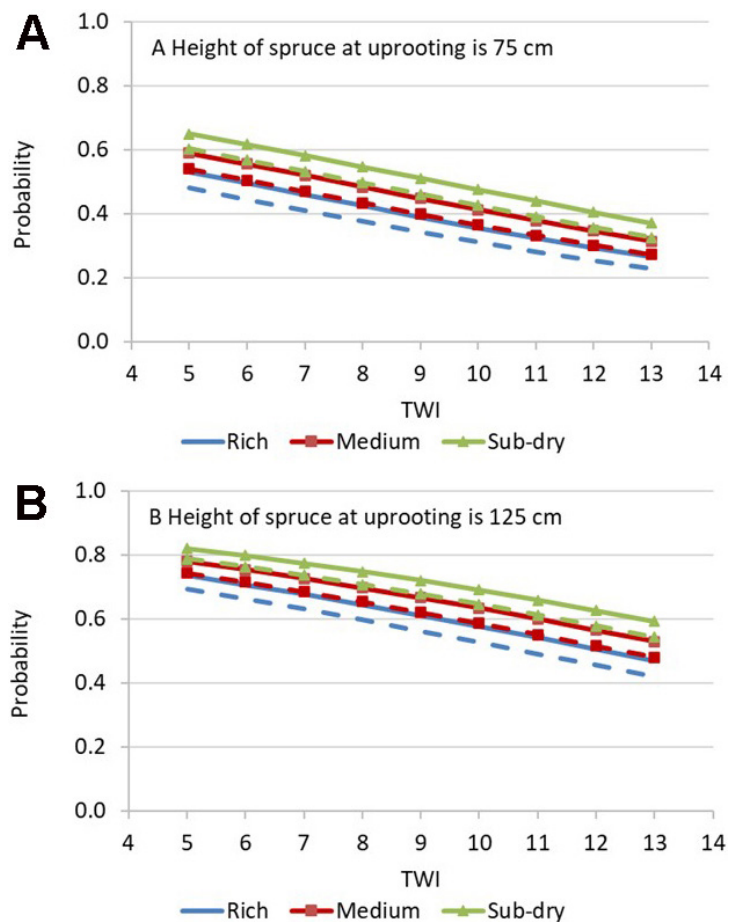 A
A Height of spruce at uprooting is 75 cm
1.0
0.8
0.6
0.4
0.2
0.0
Probability
4 5 6 7 8 9 10 11 12 13 14
TWI
Rich Medium Sub-dry
B
B Height of spruce at uprooting is 125 cm
1.0
0.8
0.6
0.4
0.2
0.0
Probability
4 5 6 7 8 9 10 11 12 13 14
TWI
Rich Medium Sub-dry